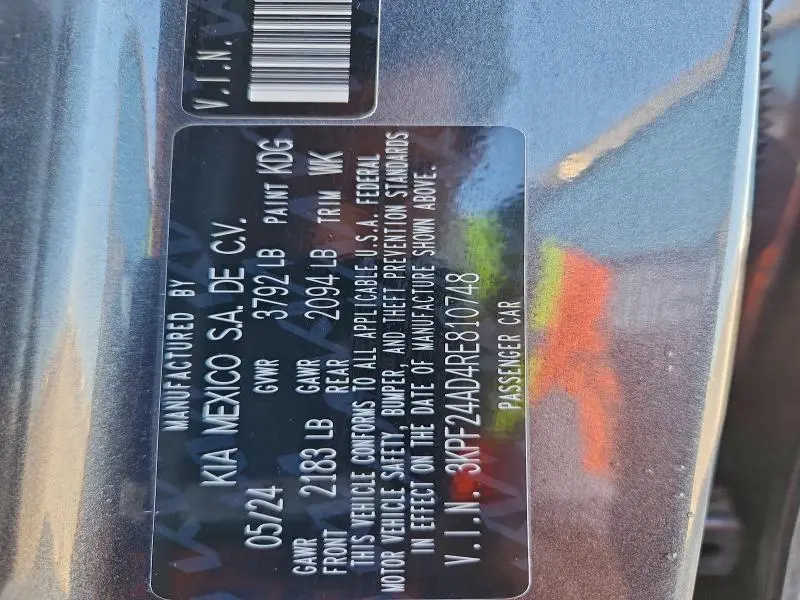 V.I.N.
MANUFACTURED BY
KIA MEXICO S.A. DE C.V.
05/24 GVWR 3792 LB PAINT KDG
GAWR FRONT 2183 LB GAWR REAR 2094 LB TRIM WK
THIS VEHICLE CONFORMS TO ALL APPLICABLE U.S.A. FEDERAL
MOTOR VEHICLE SAFETY, BUMPER, AND THEFT PREVENTION STANDARDS
IN EFFECT ON THE DATE OF MANUFACTURE SHOWN ABOVE.
V.I.N. 3KPF24AD4RE810748
PASSENGER CAR